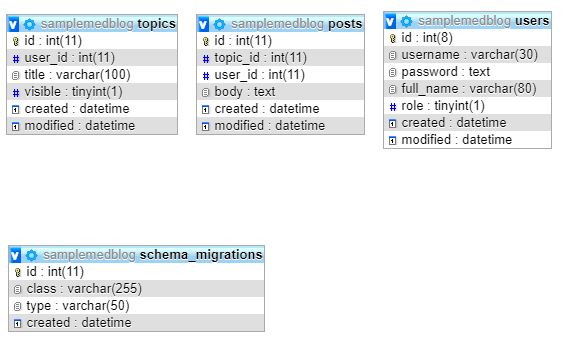 samplemedblog topics
id : int(11)
user_id : int(11)
title : varchar(100)
visible : tinyint(1)
created : datetime
modified : datetime
samplemedblog posts
id : int(11)
topic_id : int(11)
user_id : int(11)
body : text
created : datetime
modified : datetime
samplemedblog users
id : int(8)
username : varchar(30)
password : text
full_name : varchar(80)
role : tinyint(1)
created : datetime
modified : datetime
samplemedblog schema_migrations
id : int(11)
class : varchar(255)
type : varchar(50)
created : datetime